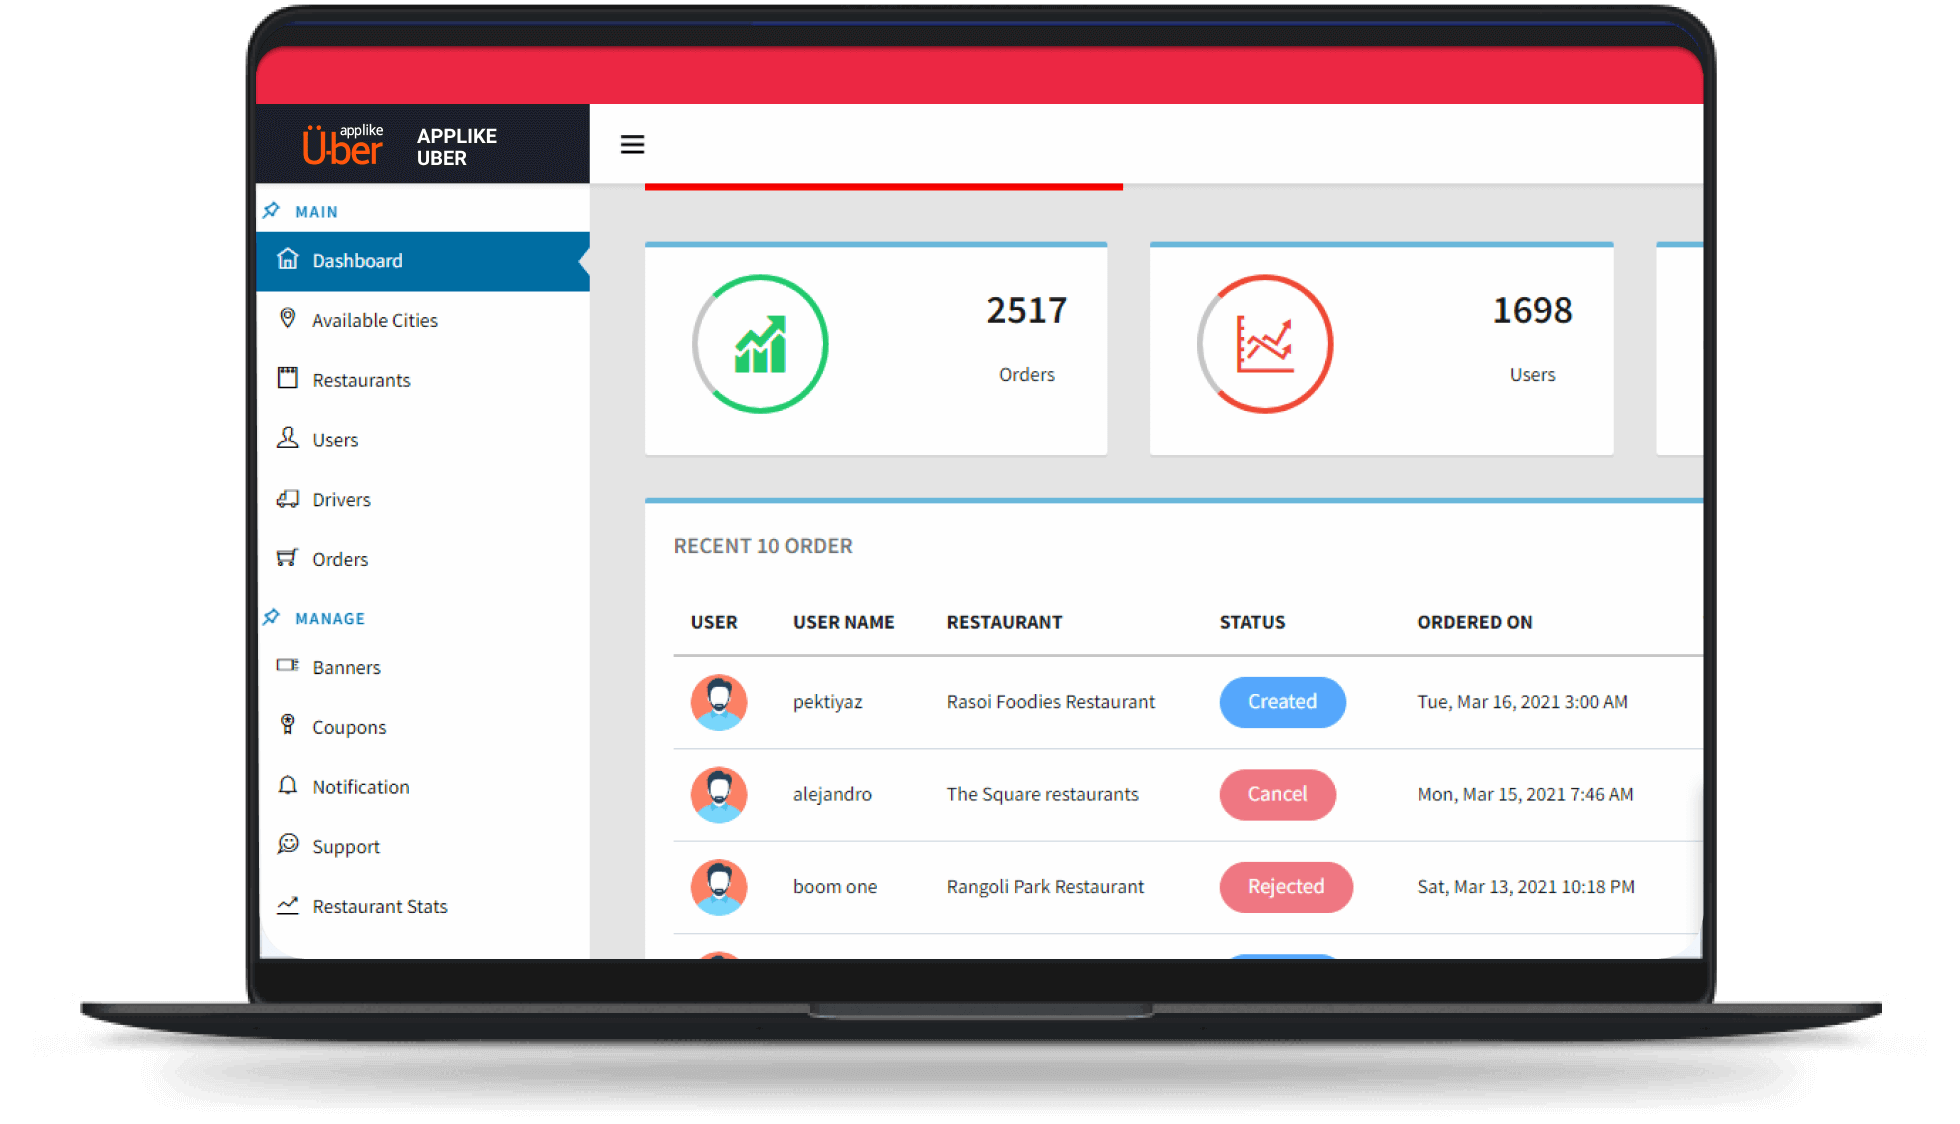 applike
Ü-ber
APPLIKE
UBER
MAIN
Dashboard
Available Cities
Restaurants
Users
Drivers
Orders
MANAGE
Banners
Coupons
Notification
Support
Restaurant Stats
2517
Orders
1698
Users
RECENT 10 ORDER
USER USER NAME RESTAURANT STATUS ORDERED ON
pektiyaz Rasoi Foodies Restaurant Created Tue, Mar 16, 2021 3:00 AM
alejandro The Square restaurants Cancel Mon, Mar 15, 2021 7:46 AM
boom one Rangoli Park Restaurant Rejected Sat, Mar 13, 2021 10:18 PM